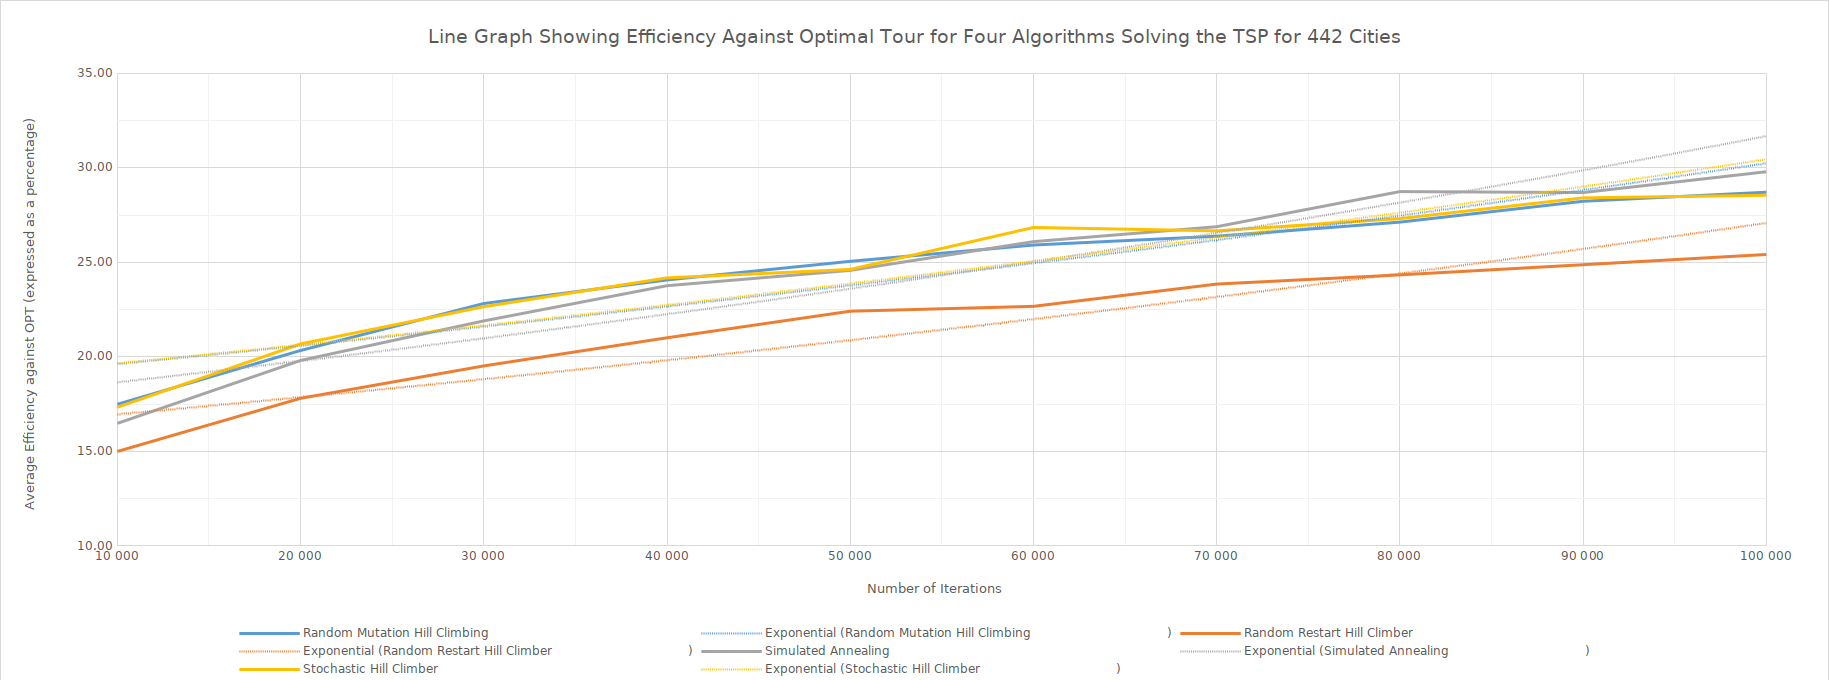 Line Graph Showing Efficiency Against Optimal Tour for Four Algorithms Solving the TSP for 442 Cities
Average Efficiency against OPT (expressed as a percentage)
35.00
30.00
25.00
20.00
15.00
10.00
10 000 20 000 30 000 40 000 50 000 60 000 70 000 80 000 90 000 100 000
Number of Iterations
Random Mutation Hill Climbing Exponential (Random Mutation Hill Climbing ) Random Restart Hill Climber
Exponential (Random Restart Hill Climber ) Simulated Annealing Exponential (Simulated Annealing )
Stochastic Hill Climber Exponential (Stochastic Hill Climber )